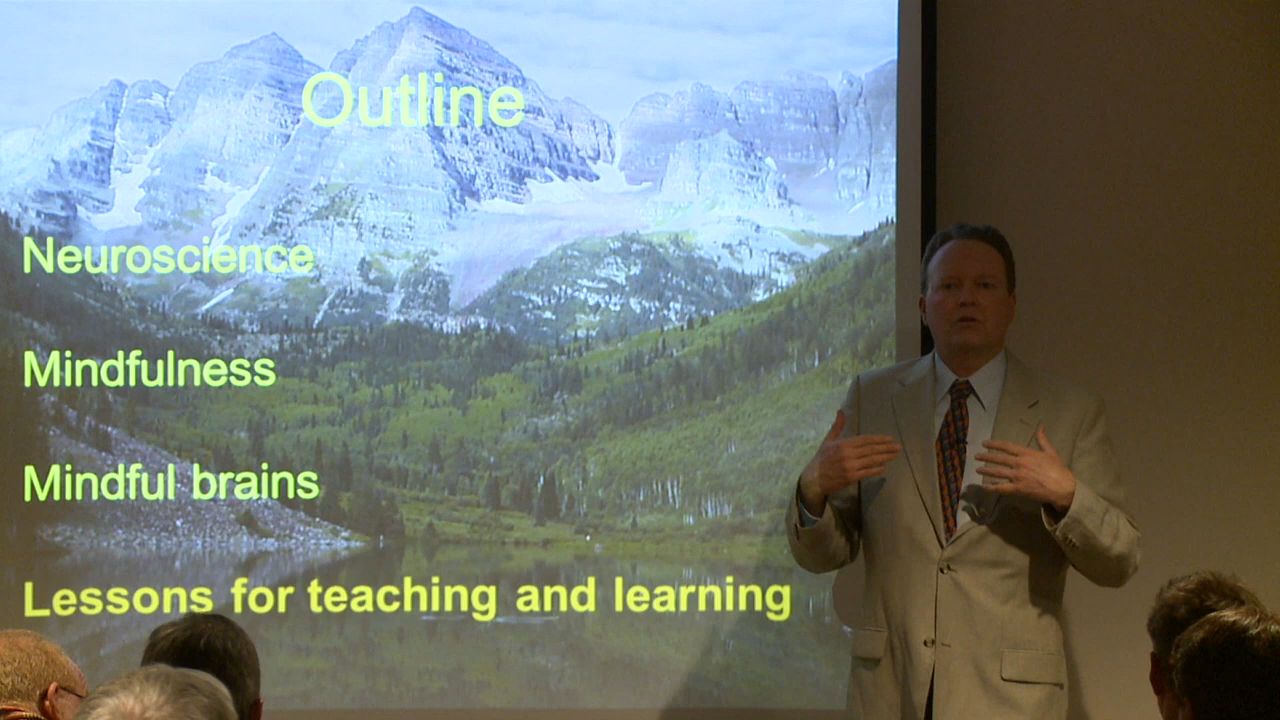 Outline
Neuroscience
Mindfulness
Mindful brains
Lessons for teaching and learning